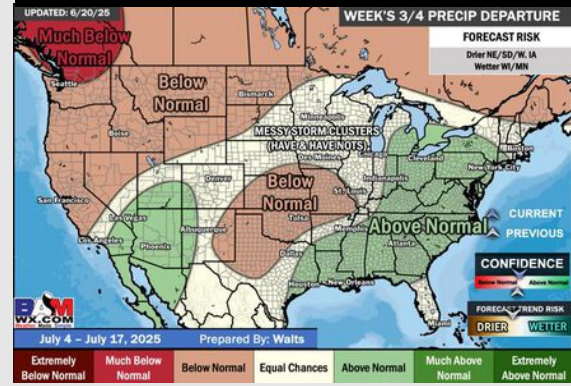 UPDATED: 6/20/25
WEEK'S 3/4 PRECIP DEPARTURE
FORECAST RISK
Drier NE/SD/W. IA
Wetter WI/MN
Much Below
Normal
Seattle
Below
Normal
Bismarck
Boise
Minneapolis
MESSY STORM CLUSTERS
(HAVE & HAVE NOTS)
Des Moines
Chicago
Cleveland
Boston
New York City
San Francisco
Denver
Below
Normal
St. Louis
Indianapolis
Las Vegas
Los Angeles
Phoenix
Albuquerque
Tulsa
Memphis
Above Normal
Atlanta
Dallas
Houston
New Orleans
Miami
CURRENT
PREVIOUS
CONFIDENCE
Below Normal
Above Normal
FORECAST TREND RISK
DRIER
WETTER
BAM
WX.COM
July 4 – July 17, 2025
Prepared By: Walts
Extremely Below Normal
Much Below Normal
Below Normal
Equal Chances
Above Normal
Much Above Normal
Extremely Above Normal